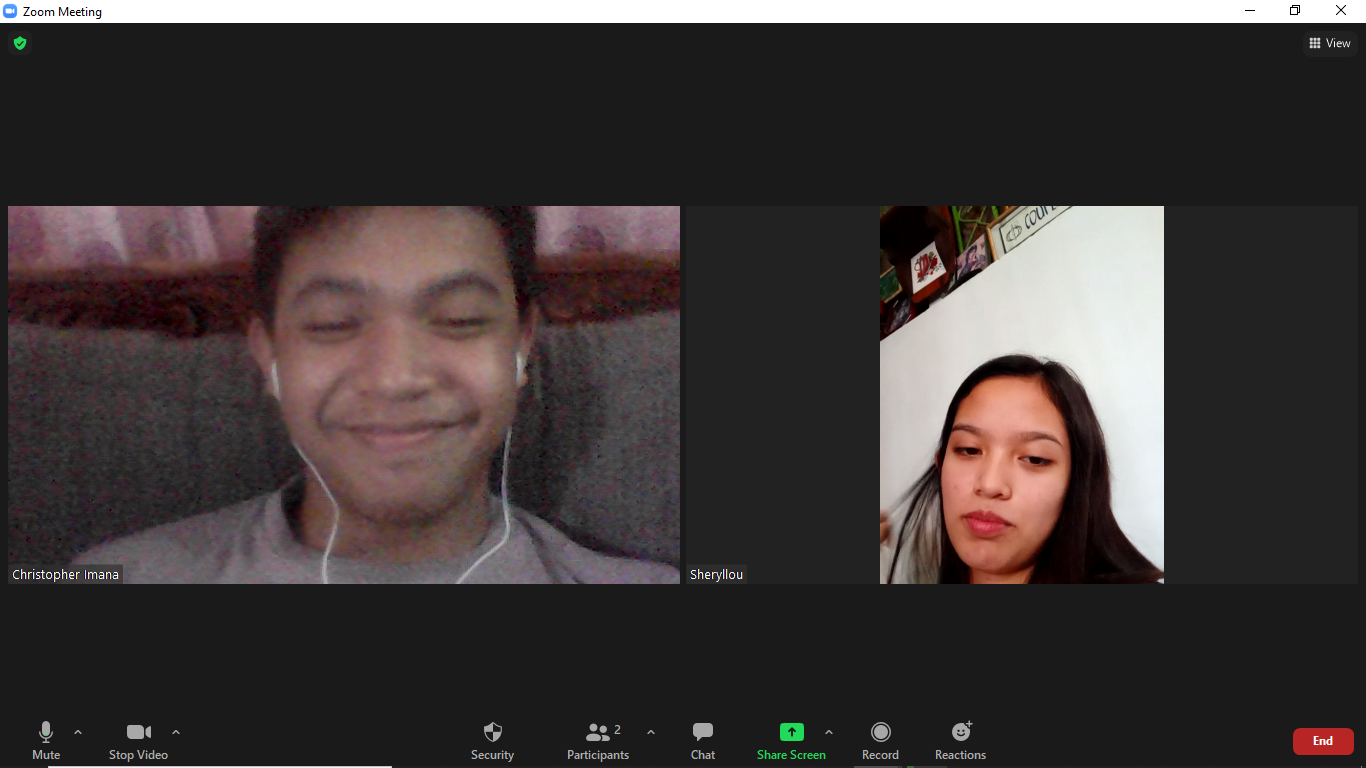 Zoom Meeting
View
Christopher Imana
Sheryllou
Mute
Stop Video
Security
2
Participants
Chat
Share Screen
Record
Reactions
End